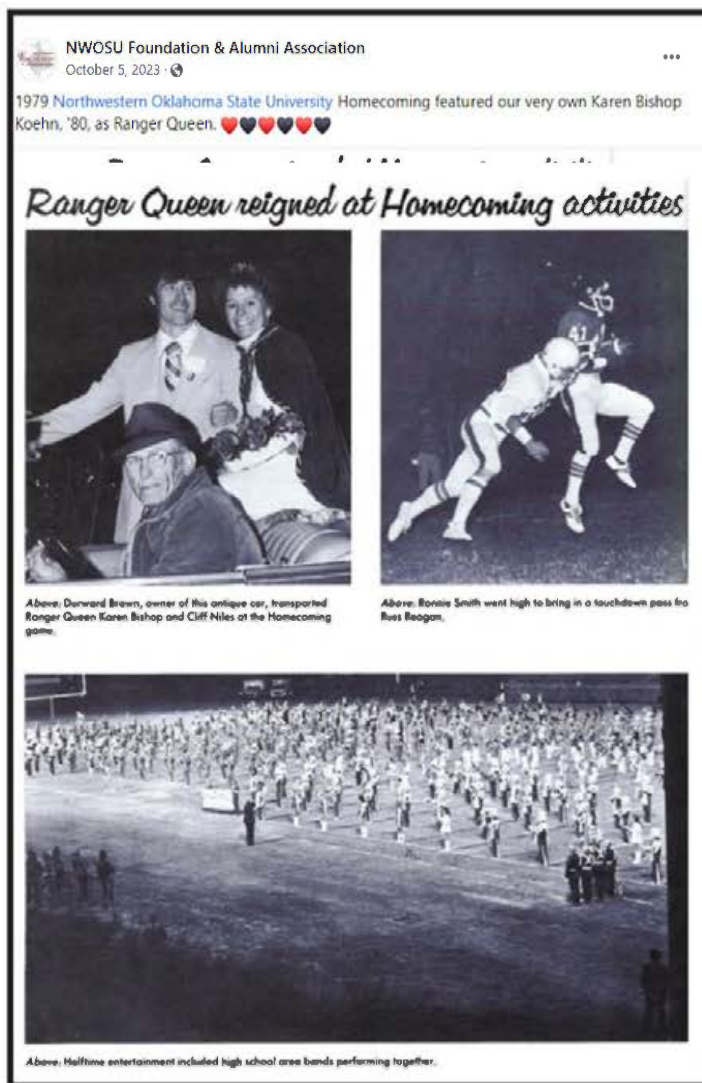 NWOSU Foundation & Alumni Association
October 5, 2023 ·
1979 Northwestern Oklahoma State University Homecoming featured our very own Karen Bishop
Koehn, '80, as Ranger Queen. ❤️🖤❤️🖤❤️🖤
Ranger Queen reigned at Homecoming activities
41
Above: Durward Brown, owner of this antique car, transported
Ranger Queen Karen Bishop and Cliff Niles at the Homecoming
game.
Above: Ronnie Smith went high to bring in a touchdown pass fro
Russ Reagan.
Above: Halftime entertainment included high school area bands performing together.